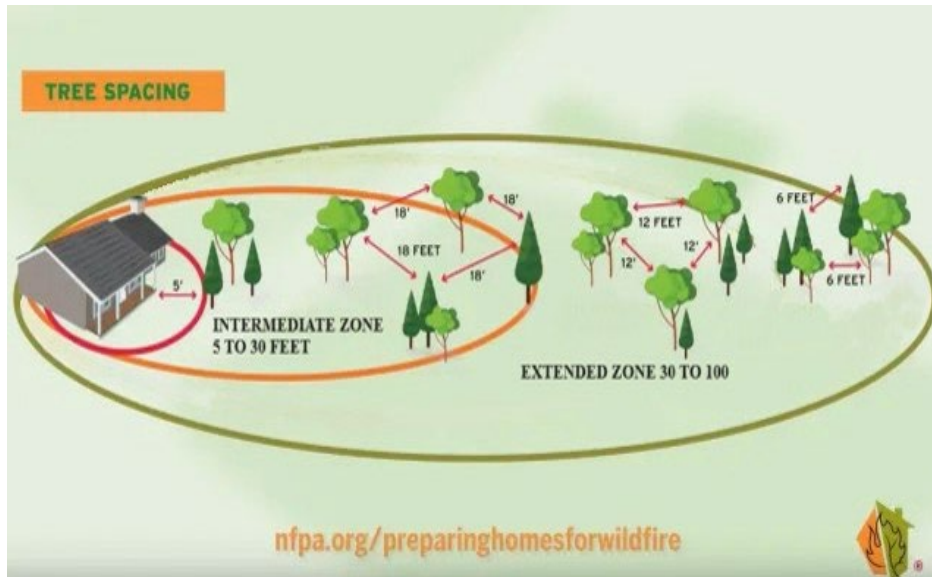 TREE SPACING
18'
18'
18 FEET
18'
5'
INTERMEDIATE ZONE
5 TO 30 FEET
12 FEET
12'
12'
6 FEET
6 FEET
EXTENDED ZONE 30 TO 100
nfpa.org/preparinghomesforwildfire
®